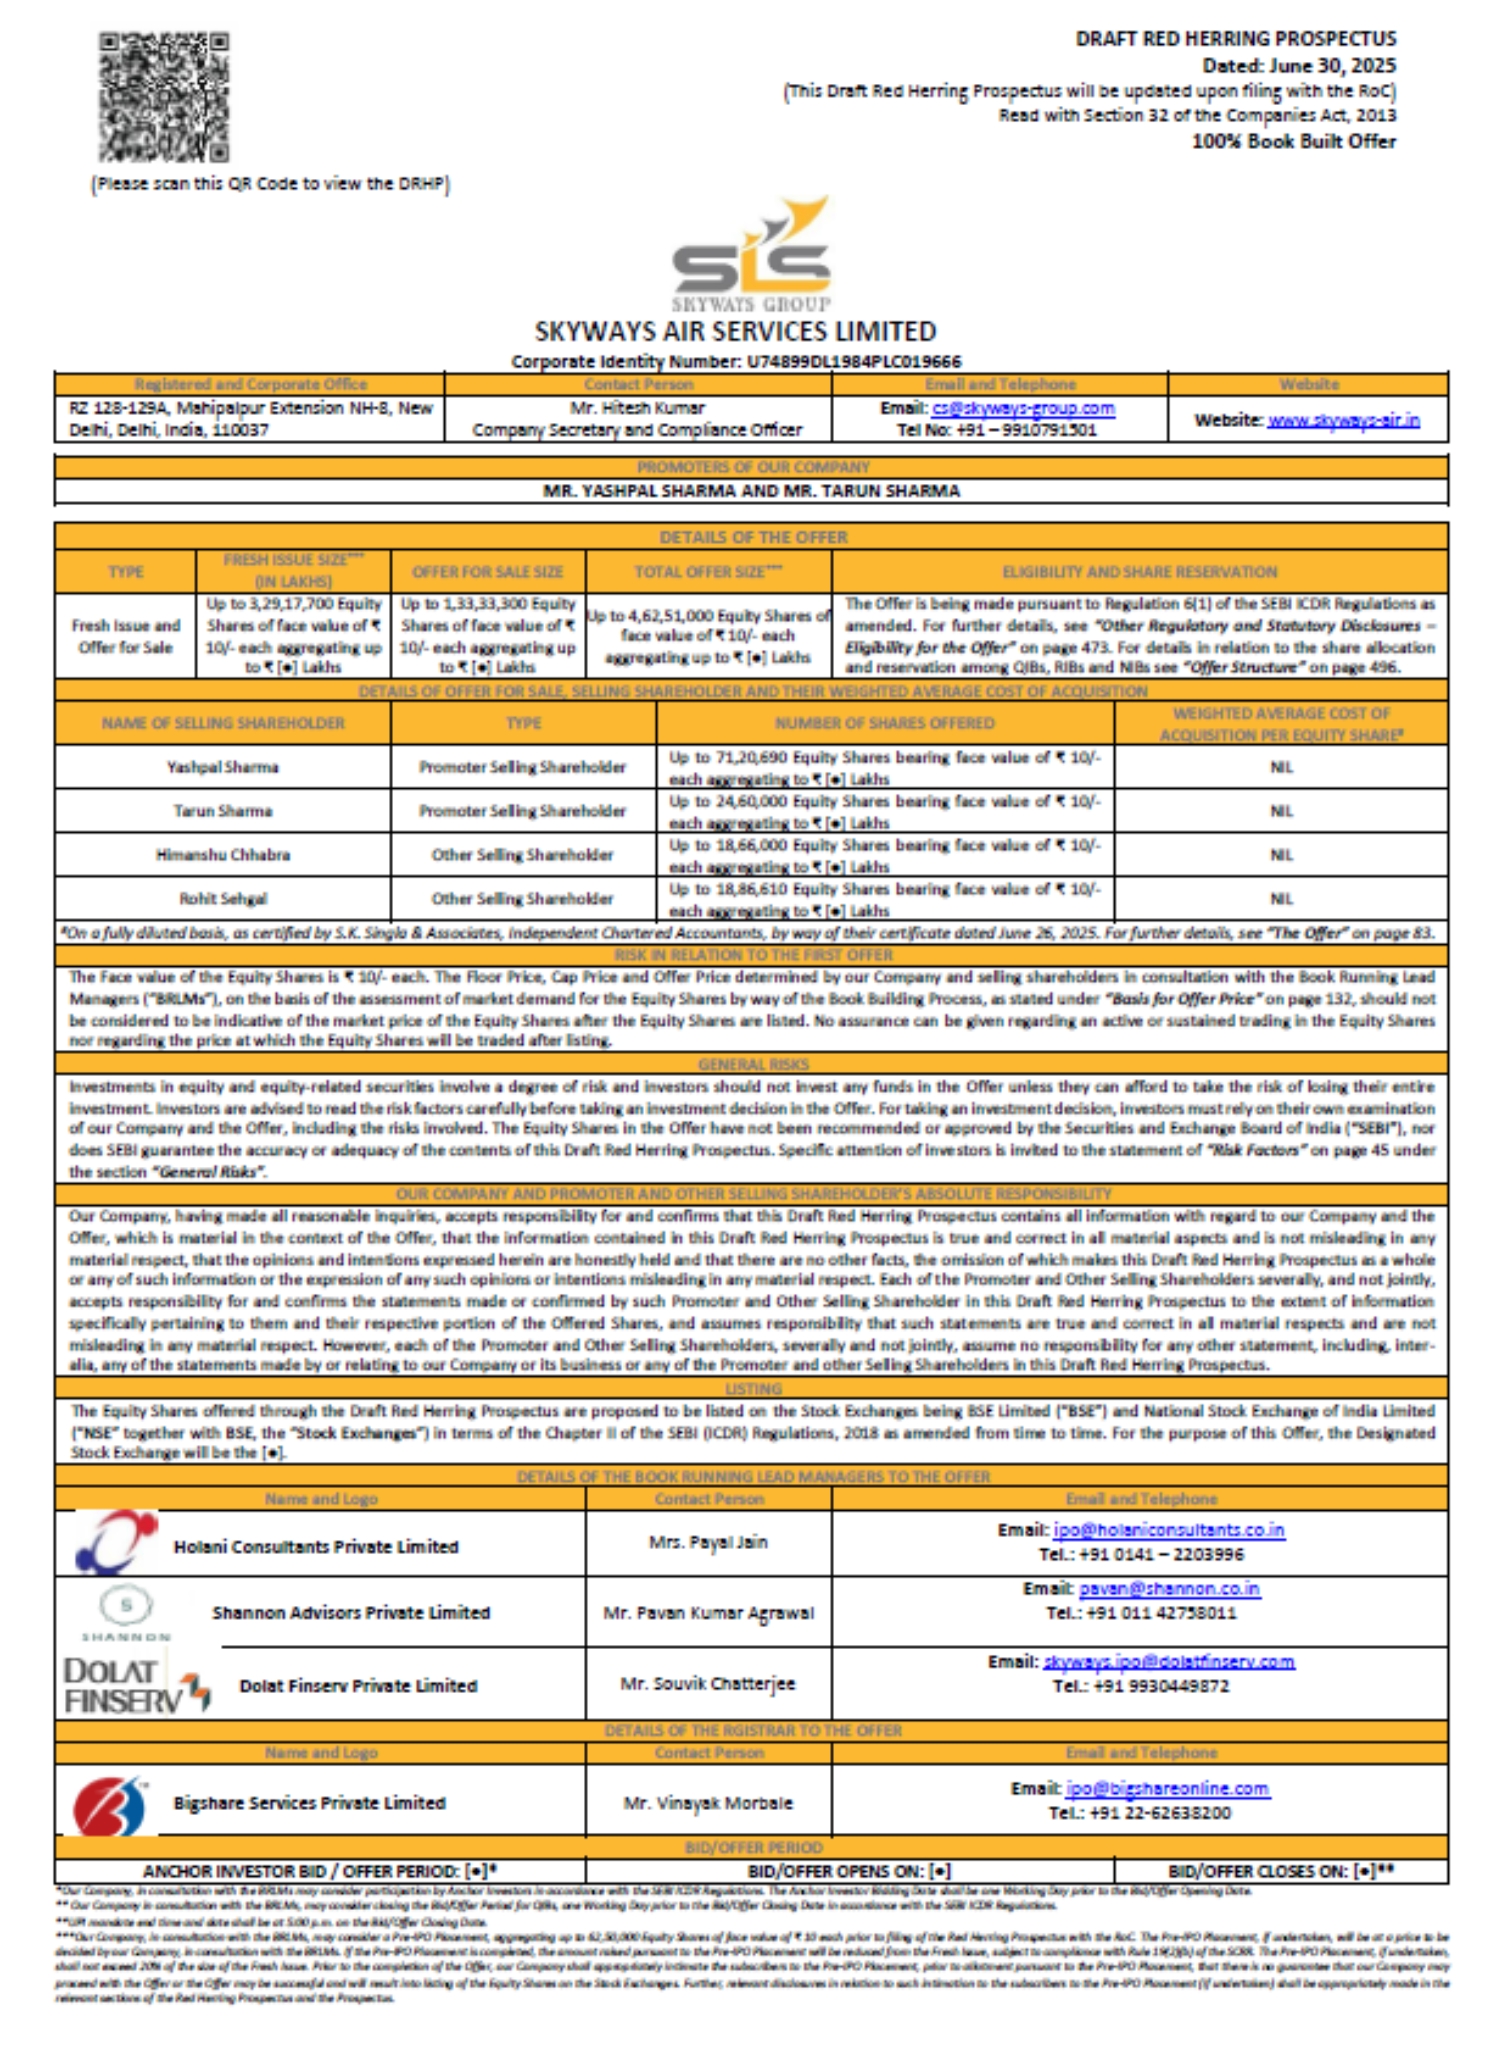 DRAFT RED HERRING PROSPECTUS
Dated: June 30, 2025
(This Draft Red Herring Prospectus will be updated upon filing with the RoC)
Read with Section 32 of the Companies Act, 2013
100% Book Built Offer
(Please scan this QR Code to view the DRHP)
SLS
SKYWAYS GROUP
SKYWAYS AIR SERVICES LIMITED
Corporate Identity Number: U74899DL1984PLC019666
Registered and Corporate Office
Contact Person
Email and Telephone
Website
RZ 128-129A, Mahipalpur Extension NH-8, New
Delhi, Delhi, India, 110037
Mr. Hitesh Kumar
Company Secretary and Compliance Officer
Email: cs@skyways-group.com
Tel No: +91 – 9910791501
Website: www.skyways-air.in
PROMOTERS OF OUR COMPANY
MR. YASHPAL SHARMA AND MR. TARUN SHARMA
DETAILS OF THE OFFER
TYPE
FRESH ISSUE SIZE***
(IN LAKHS)
OFFER FOR SALE SIZE
TOTAL OFFER SIZE***
ELIGIBILITY AND SHARE RESERVATION
Fresh Issue and
Offer for Sale
Up to 3,29,17,700 Equity
Shares of face value of ₹
10/- each aggregating up
to ₹ [●] Lakhs
Up to 1,33,33,300 Equity
Shares of face value of ₹
10/- each aggregating up
to ₹ [●] Lakhs
Up to 4,62,51,000 Equity Shares of
face value of ₹ 10/- each
aggregating up to ₹ [●] Lakhs
The Offer is being made pursuant to Regulation 6(1) of the SEBI ICDR Regulations as
amended. For further details, see “Other Regulatory and Statutory Disclosures –
Eligibility for the Offer” on page 473. For details in relation to the share allocation
and reservation among QIBs, RIBs and NIBs see “Offer Structure” on page 496.
DETAILS OF OFFER FOR SALE, SELLING SHAREHOLDER AND THEIR WEIGHTED AVERAGE COST OF ACQUISITION
NAME OF SELLING SHAREHOLDER
TYPE
NUMBER OF SHARES OFFERED
WEIGHTED AVERAGE COST OF
ACQUISITION PER EQUITY SHARE#
Yashpal Sharma
Promoter Selling Shareholder
Up to 71,20,690 Equity Shares bearing face value of ₹ 10/-
each aggregating to ₹ [●] Lakhs
NIL
Tarun Sharma
Promoter Selling Shareholder
Up to 24,60,000 Equity Shares bearing face value of ₹ 10/-
each aggregating to ₹ [●] Lakhs
NIL
Himanshu Chhabra
Other Selling Shareholder
Up to 18,66,000 Equity Shares bearing face value of ₹ 10/-
each aggregating to ₹ [●] Lakhs
NIL
Rohit Sehgal
Other Selling Shareholder
Up to 18,86,610 Equity Shares bearing face value of ₹ 10/-
each aggregating to ₹ [●] Lakhs
NIL
#On a fully diluted basis, as certified by S.K. Singla & Associates, Independent Chartered Accountants, by way of their certificate dated June 26, 2025. For further details, see “The Offer” on page 83.
RISK IN RELATION TO THE FIRST OFFER
The Face value of the Equity Shares is ₹ 10/- each. The Floor Price, Cap Price and Offer Price determined by our Company and selling shareholders in consultation with the Book Running Lead
Managers (“BRLMs”), on the basis of the assessment of market demand for the Equity Shares by way of the Book Building Process, as stated under “Basis for Offer Price” on page 132, should not
be considered to be indicative of the market price of the Equity Shares after the Equity Shares are listed. No assurance can be given regarding an active or sustained trading in the Equity Shares
nor regarding the price at which the Equity Shares will be traded after listing.
GENERAL RISKS
Investments in equity and equity-related securities involve a degree of risk and investors should not invest any funds in the Offer unless they can afford to take the risk of losing their entire
investment. Investors are advised to read the risk factors carefully before taking an investment decision in the Offer. For taking an investment decision, investors must rely on their own examination
of our Company and the Offer, including the risks involved. The Equity Shares in the Offer have not been recommended or approved by the Securities and Exchange Board of India (“SEBI”), nor
does SEBI guarantee the accuracy or adequacy of the contents of this Draft Red Herring Prospectus. Specific attention of investors is invited to the statement of “Risk Factors” on page 45 under
the section “General Risks”.
OUR COMPANY AND PROMOTER AND OTHER SELLING SHAREHOLDER’S ABSOLUTE RESPONSIBILITY
Our Company, having made all reasonable inquiries, accepts responsibility for and confirms that this Draft Red Herring Prospectus contains all information with regard to our Company and the
Offer, which is material in the context of the Offer, that the information contained in this Draft Red Herring Prospectus is true and correct in all material aspects and is not misleading in any
material respect, that the opinions and intentions expressed herein are honestly held and that there are no other facts, the omission of which makes this Draft Red Herring Prospectus as a whole
or any of such information or the expression of any such opinions or intentions misleading in any material respect. Each of the Promoter and Other Selling Shareholders severally, and not jointly,
accepts responsibility for and confirms the statements made or confirmed by such Promoter and Other Selling Shareholder in this Draft Red Herring Prospectus to the extent of information
specifically pertaining to them and their respective portion of the Offered Shares, and assumes responsibility that such statements are true and correct in all material respects and are not
misleading in any material respect. However, each of the Promoter and Other Selling Shareholders, severally and not jointly, assume no responsibility for any other statement, including, inter-
alia, any of the statements made by or relating to our Company or its business or any of the Promoter and other Selling Shareholders in this Draft Red Herring Prospectus.
LISTING
The Equity Shares offered through the Draft Red Herring Prospectus are proposed to be listed on the Stock Exchanges being BSE Limited (“BSE”) and National Stock Exchange of India Limited
(“NSE” together with BSE, the “Stock Exchanges”) in terms of the Chapter II of the SEBI (ICDR) Regulations, 2018 as amended from time to time. For the purpose of this Offer, the Designated
Stock Exchange will be the [●].
DETAILS OF THE BOOK RUNNING LEAD MANAGERS TO THE OFFER
Name and Logo
Contact Person
Email and Telephone
Holani Consultants Private Limited
Mrs. Payal Jain
Email: ipo@holaniconsultants.co.in
Tel.: +91 0141 – 2203996
S
SHANNON
Shannon Advisors Private Limited
Mr. Pavan Kumar Agrawal
Email: pavan@shannon.co.in
Tel.: +91 011 42758011
DOLAT
FINSERV
Dolat Finserv Private Limited
Mr. Souvik Chatterjee
Email: skyways.ipo@dolatfinserv.com
Tel.: +91 9930449872
DETAILS OF THE RGISTRAR TO THE OFFER
Name and Logo
Contact Person
Email and Telephone
Bigshare Services Private Limited
Mr. Vinayak Morbale
Email: ipo@bigshareonline.com
Tel.: +91 22-62638200
BID/OFFER PERIOD
ANCHOR INVESTOR BID / OFFER PERIOD: [●]*
BID/OFFER OPENS ON: [●]
BID/OFFER CLOSES ON: [●]**
*Our Company, in consultation with the BRLMs may consider participation by Anchor Investors in accordance with the SEBI ICDR Regulations. The Anchor Investor Bidding Date shall be one Working Day prior to the Bid/Offer Opening Date.
** Our Company in consultation with the BRLMs, may consider closing the Bid/Offer Period for QIBs, one Working Day prior to the Bid/Offer Closing Date in accordance with the SEBI ICDR Regulations.
**UPI mandate end time and date shall be at 5:00 p.m. on the Bid/Offer Closing Date.
***Our Company, in consultation with the BRLMs, may consider a Pre-IPO Placement, aggregating up to 62,50,000 Equity Shares of face value of ₹ 10 each prior to filing of the Red Herring Prospectus with the RoC. The Pre-IPO Placement, if undertaken, will be at a price to be
decided by our Company, in consultation with the BRLMs. If the Pre-IPO Placement is completed, the amount raised pursuant to the Pre-IPO Placement will be reduced from the Fresh Issue, subject to compliance with Rule 19(2)(b) of the SCRR. The Pre-IPO Placement, if undertaken,
shall not exceed 20% of the size of the Fresh Issue. Prior to the completion of the Offer, our Company shall appropriately intimate the subscribers to the Pre-IPO Placement, prior to allotment pursuant to the Pre-IPO Placement, that there is no guarantee that our Company may
proceed with the Offer or the Offer may be successful and will result into listing of the Equity Shares on the Stock Exchanges. Further, relevant disclosures in relation to such intimation to the subscribers to the Pre-IPO Placement (if undertaken) shall be appropriately made in the
relevant sections of the Red Herring Prospectus and the Prospectus.